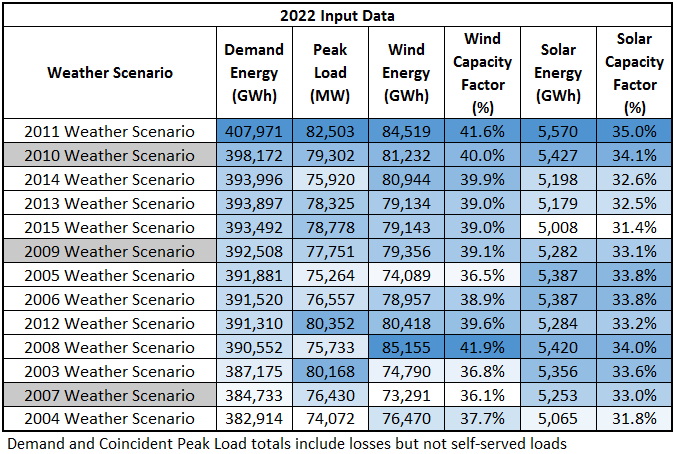 2022 Input Data
Weather Scenario Demand Energy (GWh) Peak Load (MW) Wind Energy (GWh) Wind Capacity Factor (%) Solar Energy (GWh) Solar Capacity Factor (%)
2011 Weather Scenario 407,971 82,503 84,519 41.6% 5,570 35.0%
2010 Weather Scenario 398,172 79,302 81,232 40.0% 5,427 34.1%
2014 Weather Scenario 393,996 75,920 80,944 39.9% 5,198 32.6%
2013 Weather Scenario 393,897 78,325 79,134 39.0% 5,179 32.5%
2015 Weather Scenario 393,492 78,778 79,143 39.0% 5,008 31.4%
2009 Weather Scenario 392,508 77,751 79,356 39.1% 5,282 33.1%
2005 Weather Scenario 391,881 75,264 74,089 36.5% 5,387 33.8%
2006 Weather Scenario 391,520 76,557 78,957 38.9% 5,387 33.8%
2012 Weather Scenario 391,310 80,352 80,418 39.6% 5,284 33.2%
2008 Weather Scenario 390,552 75,733 85,155 41.9% 5,420 34.0%
2003 Weather Scenario 387,175 80,168 74,790 36.8% 5,356 33.6%
2007 Weather Scenario 384,733 76,430 73,291 36.1% 5,253 33.0%
2004 Weather Scenario 382,914 74,072 76,470 37.7% 5,065 31.8%
Demand and Coincident Peak Load totals include losses but not self-served loads